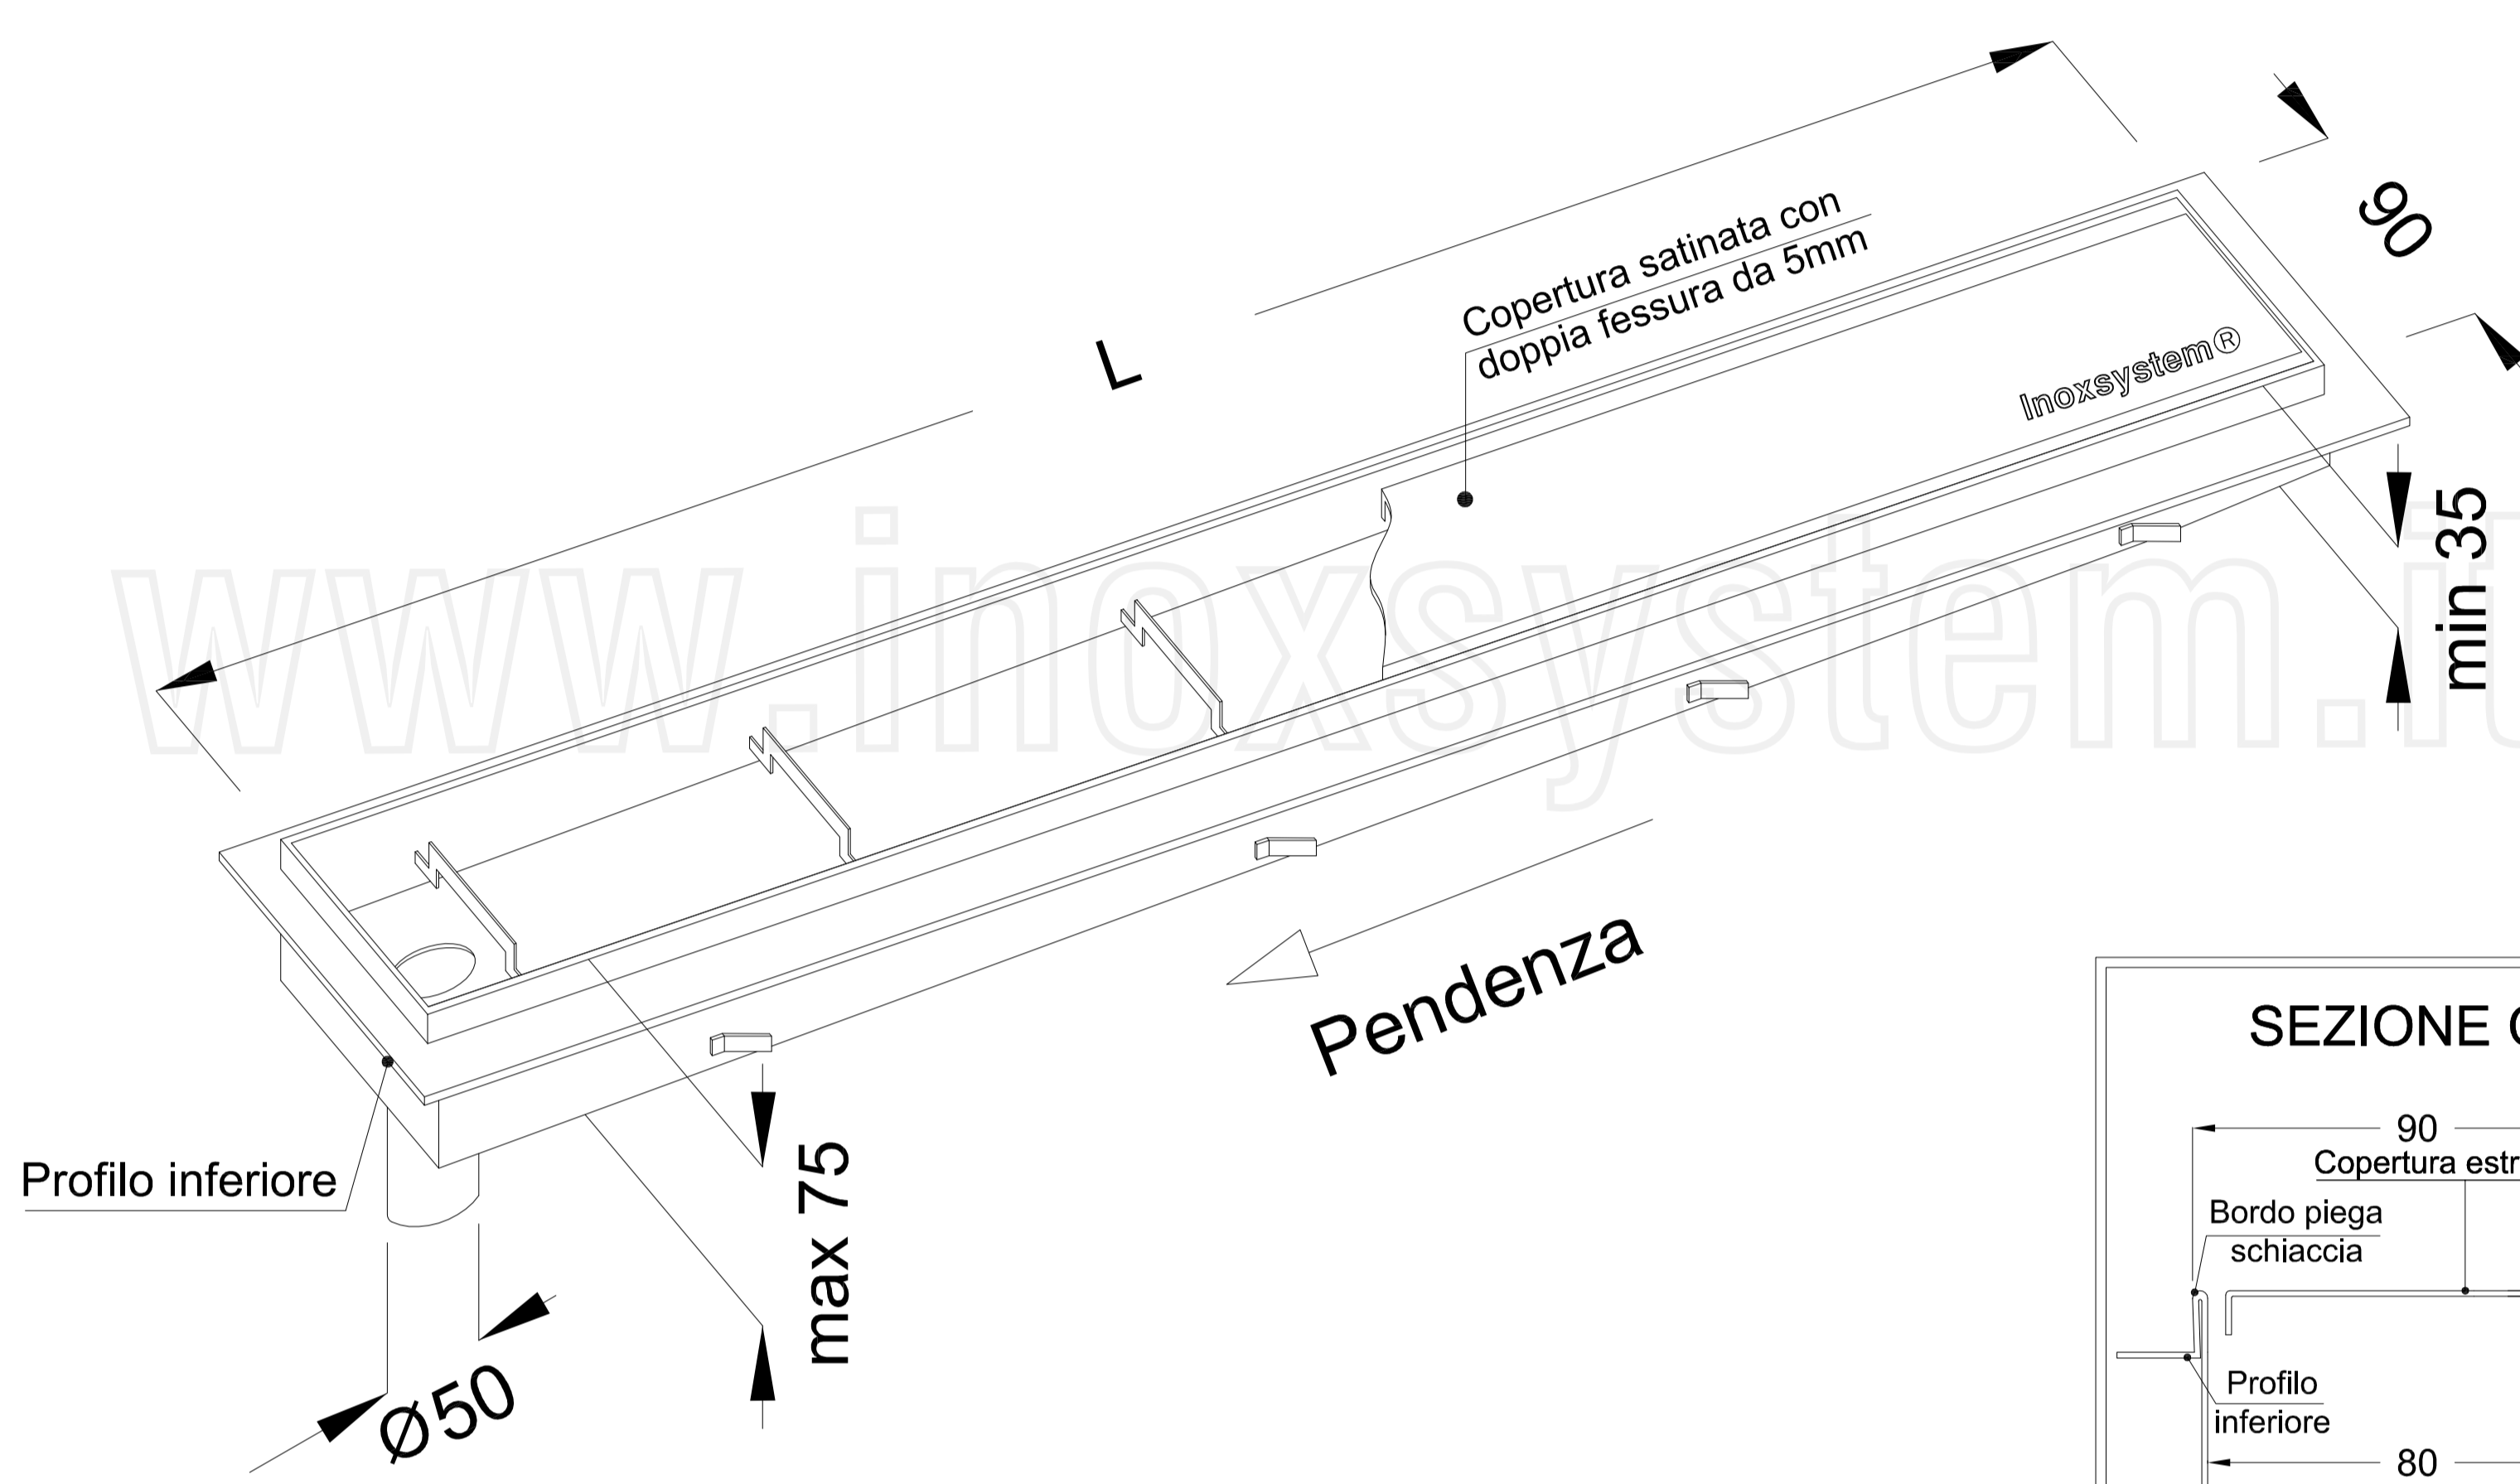 90
L
Copertura satinata con
doppia fessura da 5mm
Inoxsystem®
min 35
www.inoxsystem.it
Pendenza
Profilo inferiore
max 75
Ø50
SEZIONE
90
Copertura
Bordo piega
schiaccia
Profilo
inferiore
80